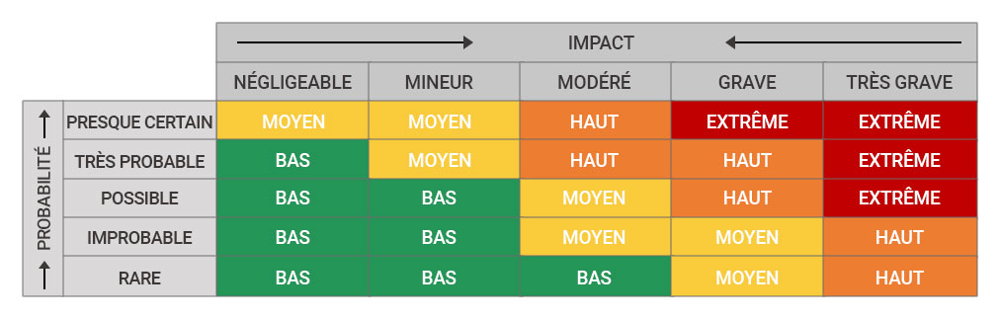 IMPACT
NÉGLIGEABLE MINEUR MODÉRÉ GRAVE TRÈS GRAVE
PROBABILITÉ
PRESQUE CERTAIN MOYEN MOYEN HAUT EXTRÊME EXTRÊME
TRÈS PROBABLE BAS MOYEN HAUT HAUT EXTRÊME
POSSIBLE BAS BAS MOYEN HAUT EXTRÊME
IMPROBABLE BAS BAS MOYEN MOYEN HAUT
RARE BAS BAS BAS MOYEN HAUT